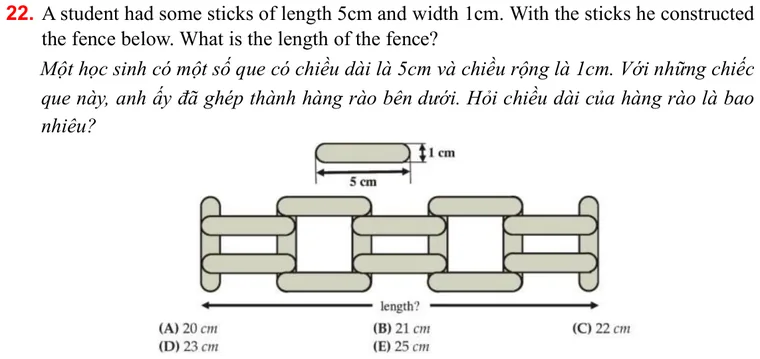 22. A student had some sticks of length 5cm and width 1cm. With the sticks he constructed
the fence below. What is the length of the fence?
Một học sinh có một số que có chiều dài là 5cm và chiều rộng là 1cm. Với những chiếc
que này, anh ấy đã ghép thành hàng rào bên dưới. Hỏi chiều dài của hàng rào là bao
nhiêu?
1 cm
5 cm
length?
(A) 20 cm (B) 21 cm (C) 22 cm
(D) 23 cm (E) 25 cm